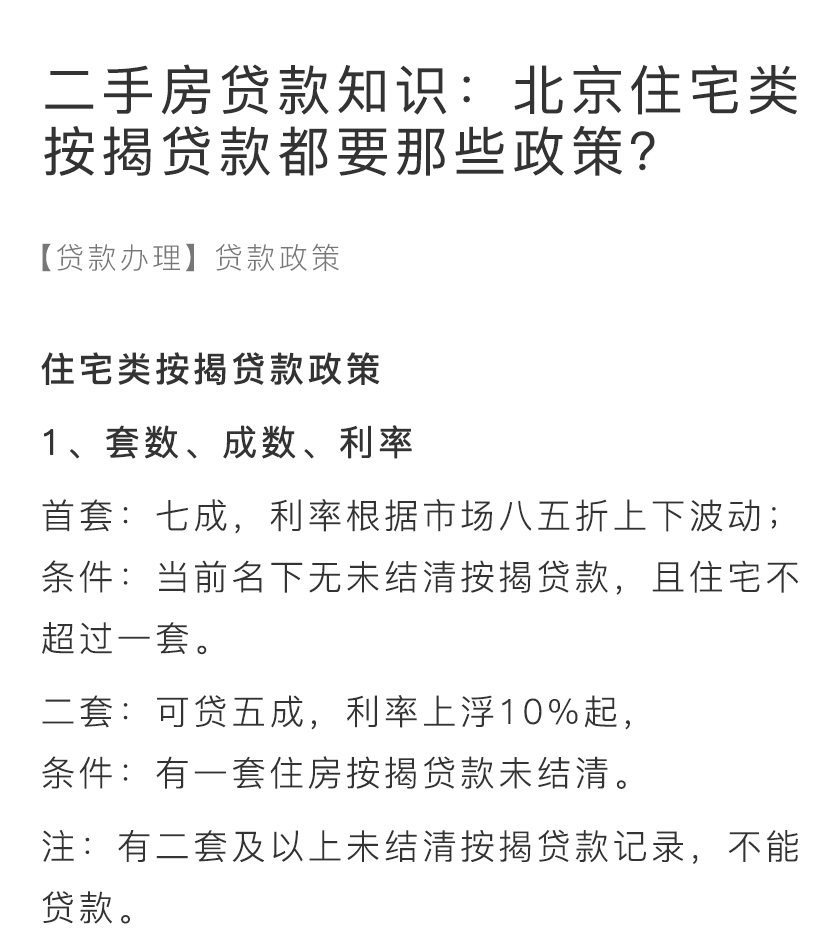 二手房贷款知识：北京住宅类
按揭贷款都要那些政策？
【贷款办理】贷款政策
住宅类按揭贷款政策
1、套数、成数、利率
首套：七成，利率根据市场八五折上下波动；
条件：当前名下无未结清按揭贷款，且住宅不
超过一套。
二套：可贷五成，利率上浮10%起，
条件：有一套住房按揭贷款未结清。
注：有二套及以上未结清按揭贷款记录，不能
贷款。